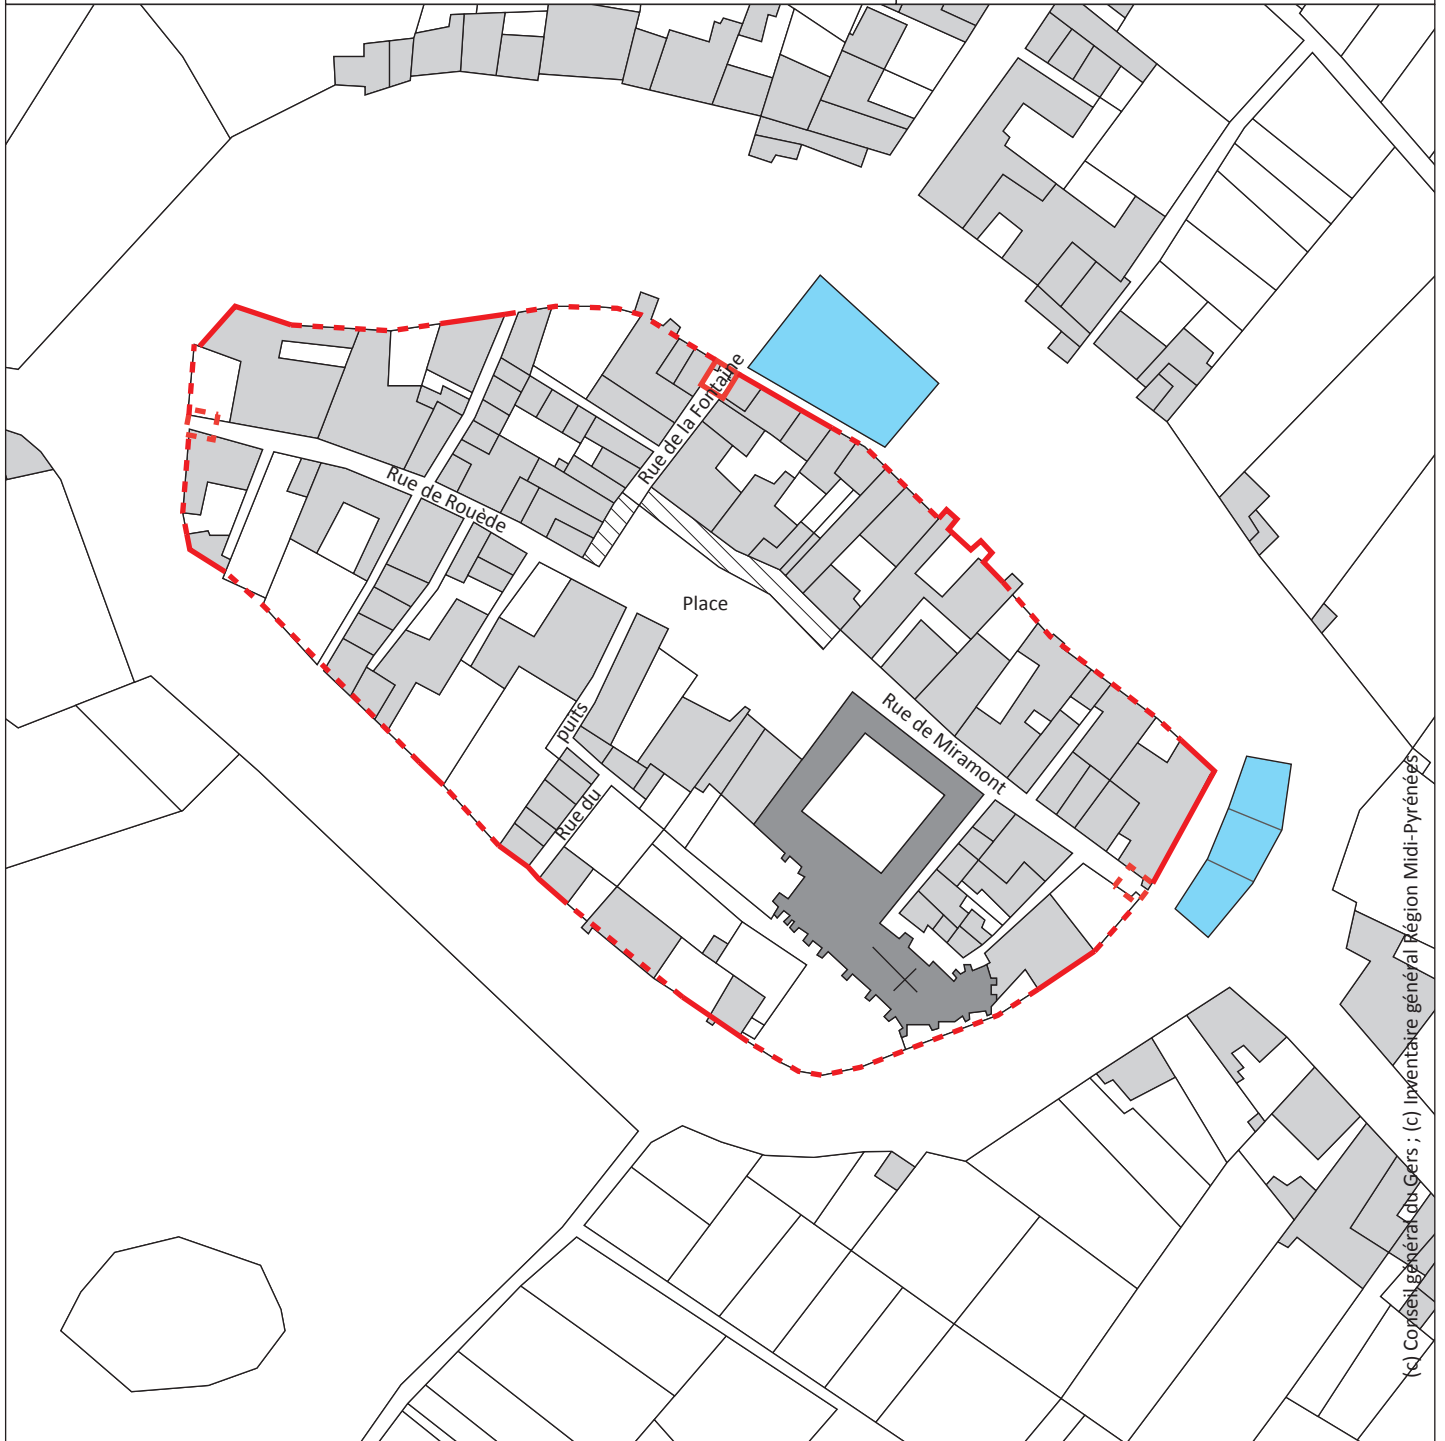 Rue de la Fontaine
Rue de Rouède
Place
Rue de Miramont
Rue du puits
(c) Conseil général du Gers ; (c) Inventaire général Région Midi-Pyrénées